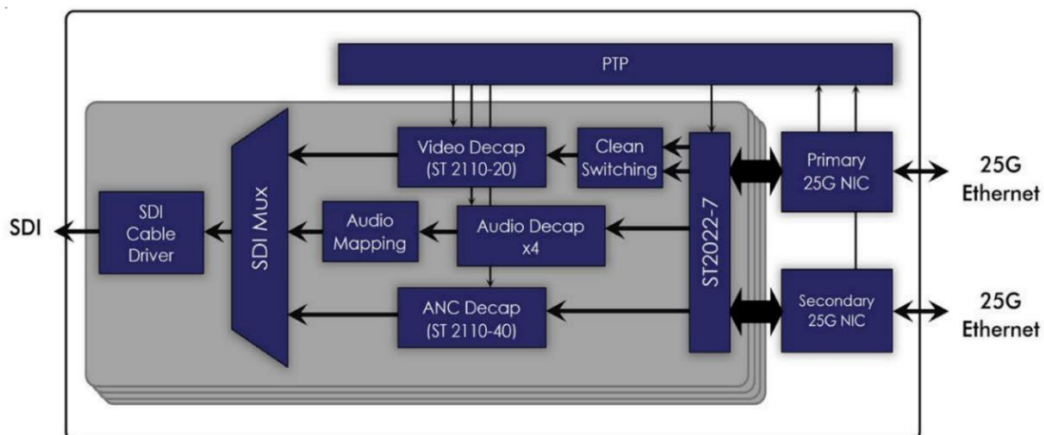 PTP
Video Decap
(ST 2110-20)
Clean
Switching
Primary
25G NIC
25G
Ethernet
SDI
SDI
Cable
Driver
SDI Mux
Audio
Mapping
Audio Decap
x4
ST2022-7
ANC Decap
(ST 2110-40)
Secondary
25G NIC
25G
Ethernet